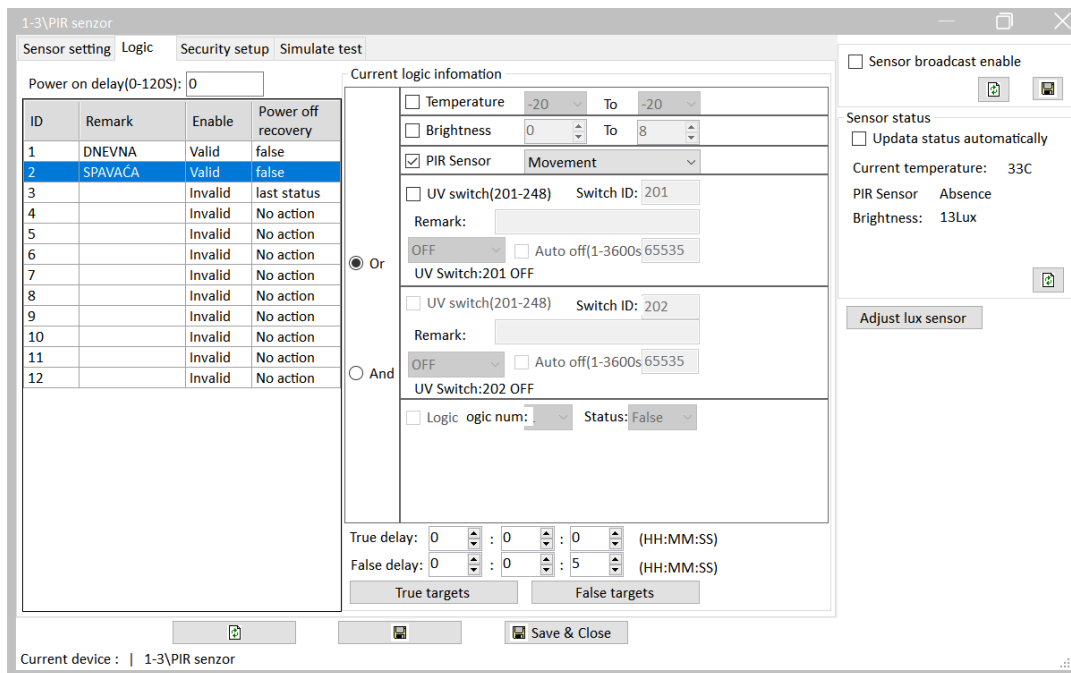 1-3\PIR senzor
Sensor setting Logic Security setup Simulate test
Power on delay(0-120S): 0
ID Remark Enable Power off recovery
1 DNEVNA Valid false
2 SPAVAĆA Valid false
3 Invalid last status
4 Invalid No action
5 Invalid No action
6 Invalid No action
7 Invalid No action
8 Invalid No action
9 Invalid No action
10 Invalid No action
11 Invalid No action
12 Invalid No action
Current logic infomation
Or
And
Temperature -20 To -20
Brightness 0 To 8
PIR Sensor Movement
UV switch(201-248) Switch ID: 201
Remark:
OFF Auto off(1-3600s 65535
UV Switch:201 OFF
UV switch(201-248) Switch ID: 202
Remark:
OFF Auto off(1-3600s 65535
UV Switch:202 OFF
Logic ogic num: Status: False
True delay: 0 : 0 : 0 (HH:MM:SS)
False delay: 0 : 0 : 5 (HH:MM:SS)
True targets False targets
Sensor broadcast enable
Sensor status
Updata status automatically
Current temperature: 33C
PIR Sensor Absence
Brightness: 13Lux
Adjust lux sensor
Save & Close
Current device : | 1-3\PIR senzor